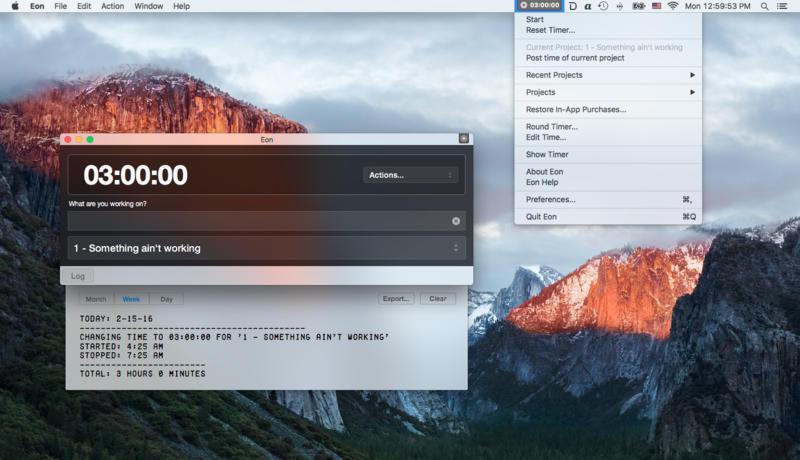 Eon File Edit Action Window Help
03:00:00
Mon 12:59:53 PM
Start
Reset Timer...
Current Project: 1 - Something ain't working
Post time of current project
Recent Projects
Projects
Restore In-App Purchases...
Round Timer...
Edit Time...
Show Timer
About Eon
Eon Help
Preferences... ⌘,
Quit Eon ⌘Q
Eon
03:00:00
Actions...
What are you working on?
1 - Something ain't working
Log
Month Week Day Export... Clear
TODAY: 2-15-16
CHANGING TIME TO 03:00:00 FOR '1 - SOMETHING AIN'T WORKING'
STARTED: 4:25 AM
STOPPED: 7:25 AM
TOTAL: 3 HOURS 0 MINUTES